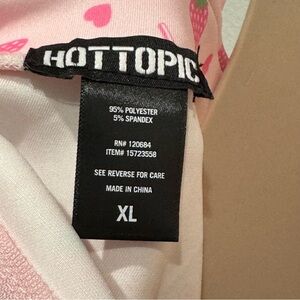 HOTTOPIC
95% POLYESTER
5% SPANDEX
RN# 120684
ITEM# 15723558
SEE REVERSE FOR CARE
MADE IN CHINA
XL